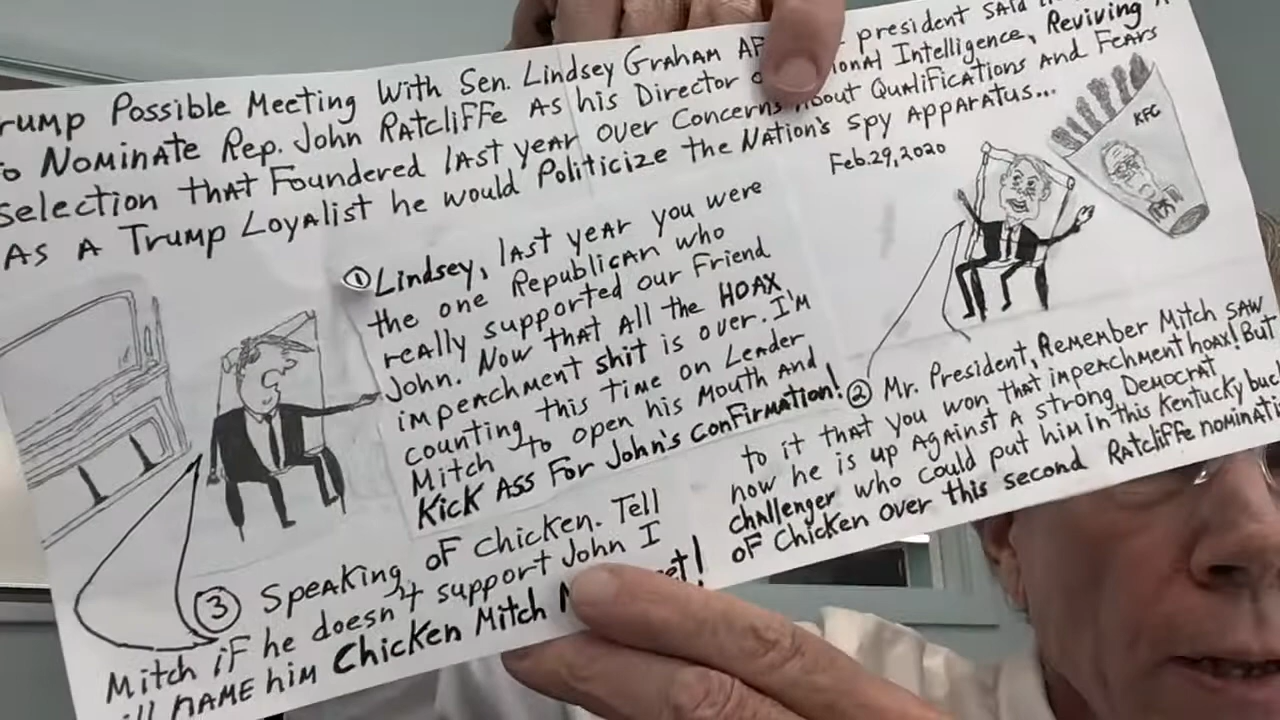 Trump Possible Meeting With Sen. Lindsey Graham president said
to Nominate Rep. John Ratcliffe As his Director Intelligence, Reviving A
Selection that Foundered last year over Concerns About Qualifications and Fears
As A Trump Loyalist he would Politicize the Nation's Spy Apparatus...
Feb.29,2020
KFC
① Lindsey, last year you were
the one Republican who
really supported our Friend
John. Now that all the HOAX
impeachment shit is over. I'm
counting this time on Leader
Mitch to open his Mouth and
Kick Ass For John's Confirmation!
② Mr. President, Remember Mitch saw
to it that you won that impeachment hoax! But
now he is up against a strong Democrat
challenger who could put him in this Kentucky
of Chicken over this second Ratcliffe
③ Speaking, of chicken. Tell
Mitch if he doesn't support John I
name him Chicken Mitch